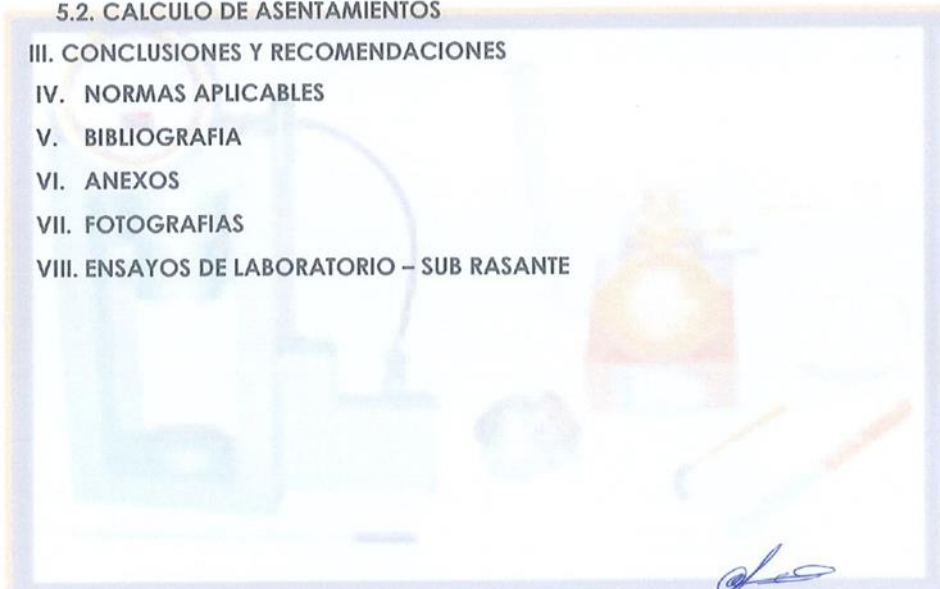 5.2. CALCULO DE ASENTAMIENTOS
III. CONCLUSIONES Y RECOMENDACIONES
IV. NORMAS APLICABLES
V. BIBLIOGRAFIA
VI. ANEXOS
VII. FOTOGRAFIAS
VIII. ENSAYOS DE LABORATORIO – SUB RASANTE